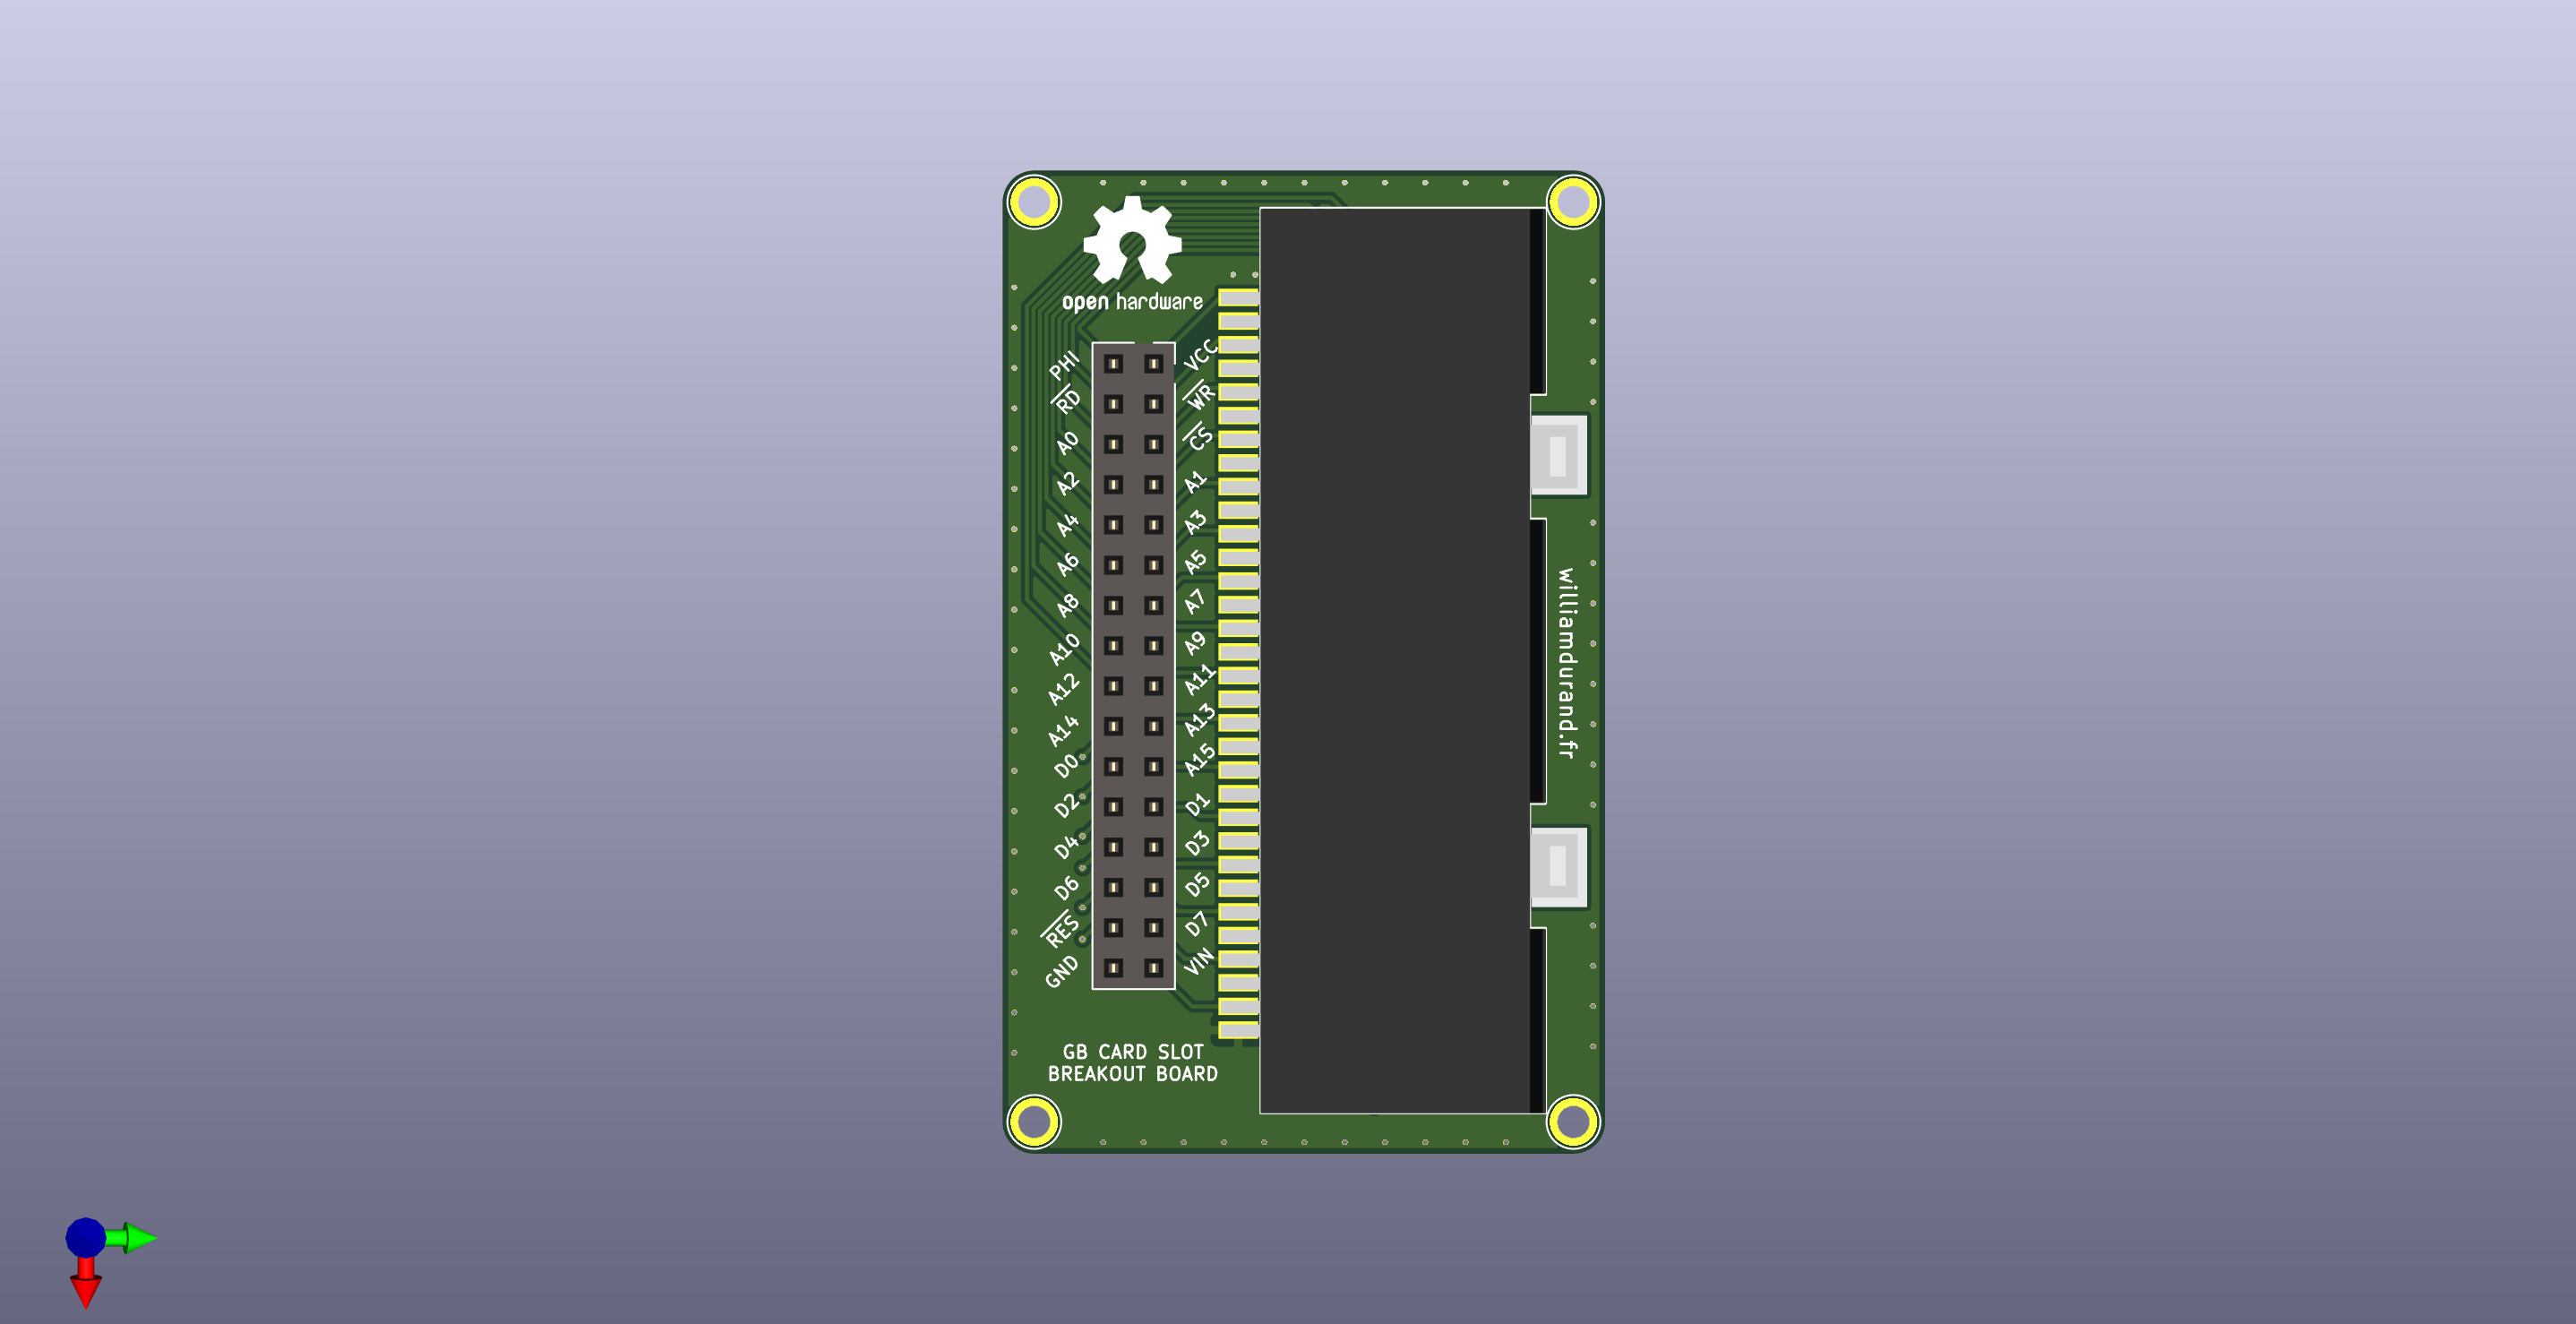 open hardware
PHI VCC
RD WR
A0 CS
A2 A1
A4 A3
A6 A5
A8 A7
A10 A9
A12 A11
A14 A13
D0 A15
D2 D1
D4 D3
D6 D5
RES D7
GND VIN
GB CARD SLOT
BREAKOUT BOARD
williamdurand.fr